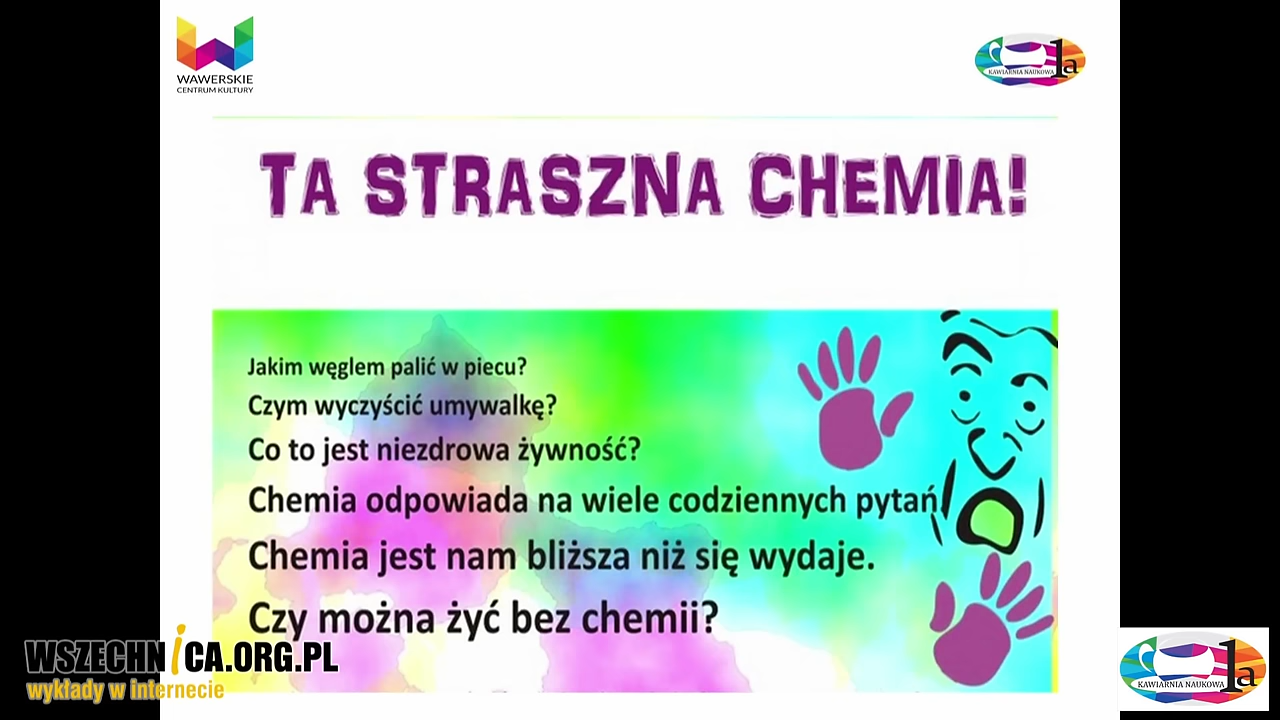 WAWERSKIE
CENTRUM KULTURY
KAWIARNIA NAUKOWA 1a
TA STRASZNA CHEMIA!
Jakim węglem palić w piecu?
Czym wyczyścić umywalkę?
Co to jest niezdrowa żywność?
Chemia odpowiada na wiele codziennych pytań.
Chemia jest nam bliższa niż się wydaje.
Czy można żyć bez chemii?
WSZECHNICA.ORG.PL
wykłady w internecie
KAWIARNIA NAUKOWA 1a